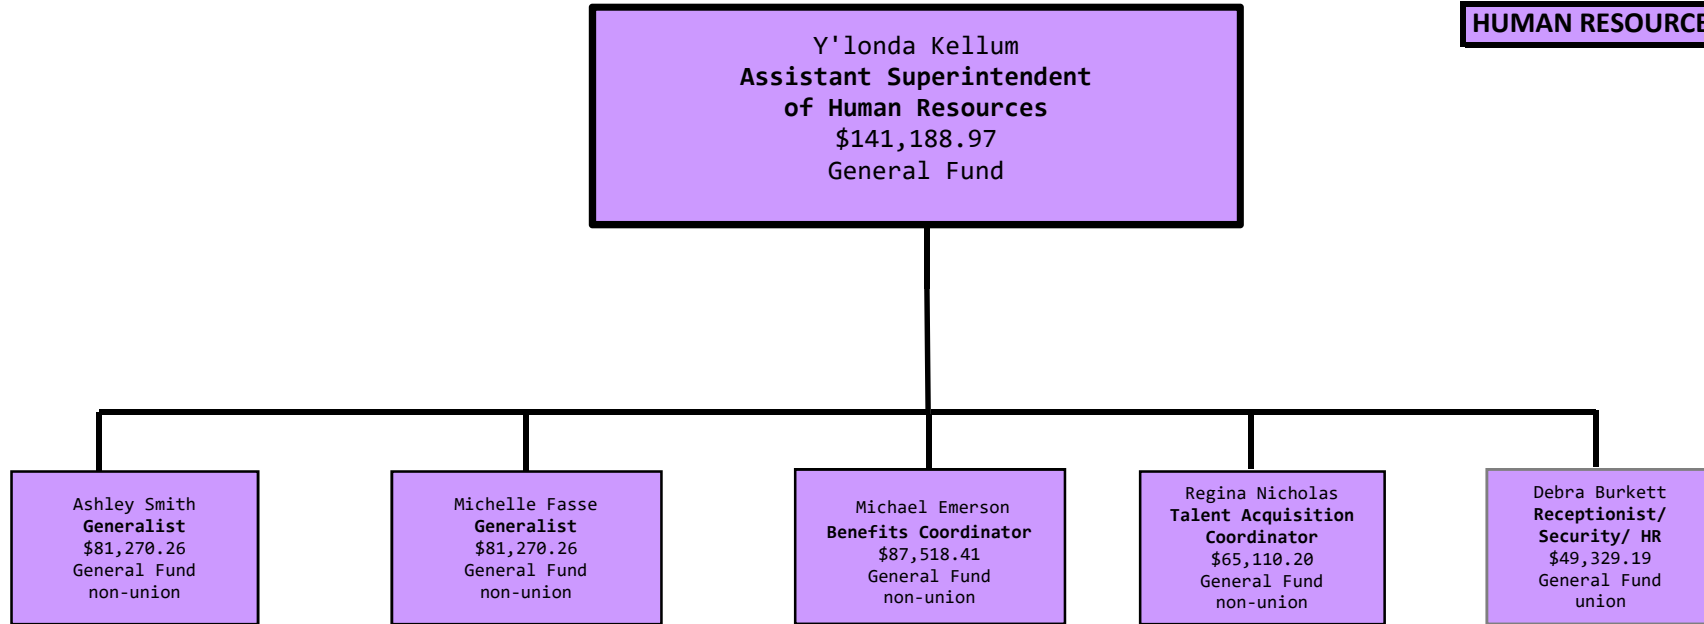 HUMAN RESOURCE
Y'londa Kellum
Assistant Superintendent
of Human Resources
$141,188.97
General Fund
Ashley Smith
Generalist
$81,270.26
General Fund
non-union
Michelle Fasse
Generalist
$81,270.26
General Fund
non-union
Michael Emerson
Benefits Coordinator
$87,518.41
General Fund
non-union
Regina Nicholas
Talent Acquisition
Coordinator
$65,110.20
General Fund
non-union
Debra Burkett
Receptionist/
Security/ HR
$49,329.19
General Fund
union